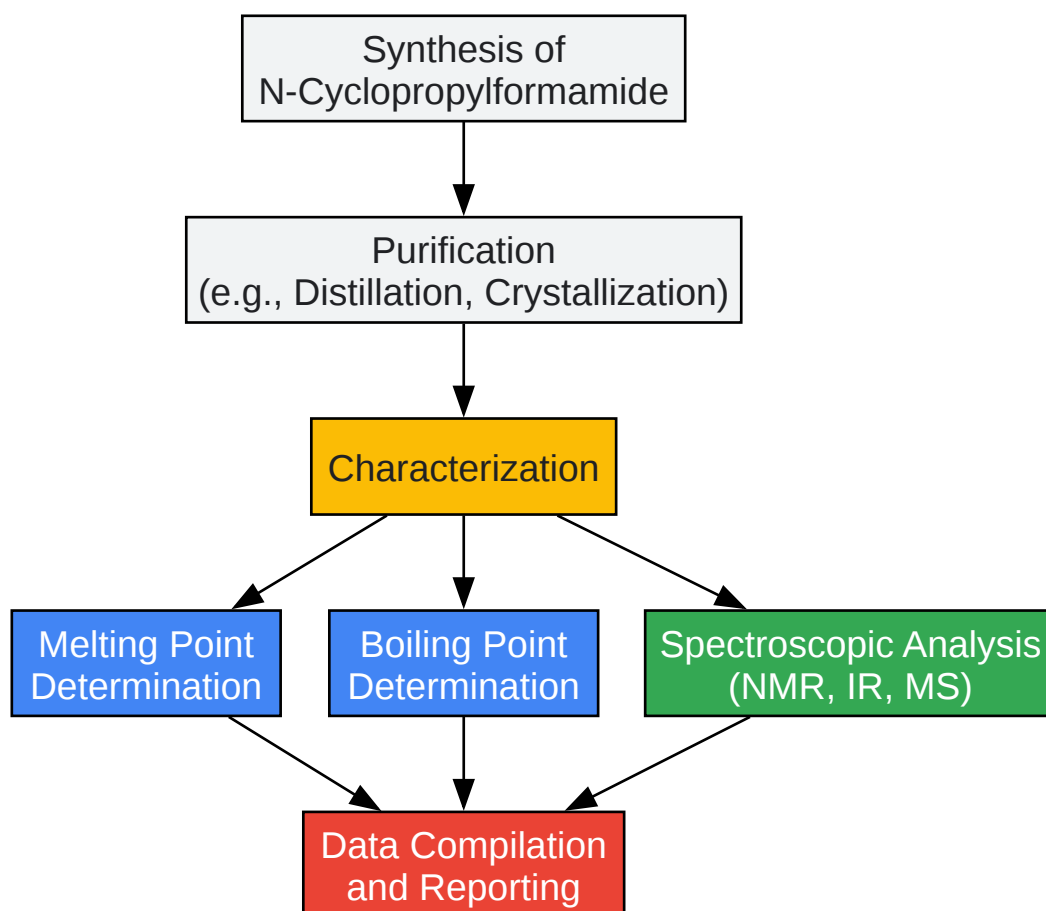 Synthesis of
N-Cyclopropylformamide
Purification
(e.g., Distillation, Crystallization)
Characterization
Melting Point
Determination
Boiling Point
Determination
Spectroscopic Analysis
(NMR, IR, MS)
Data Compilation
and Reporting